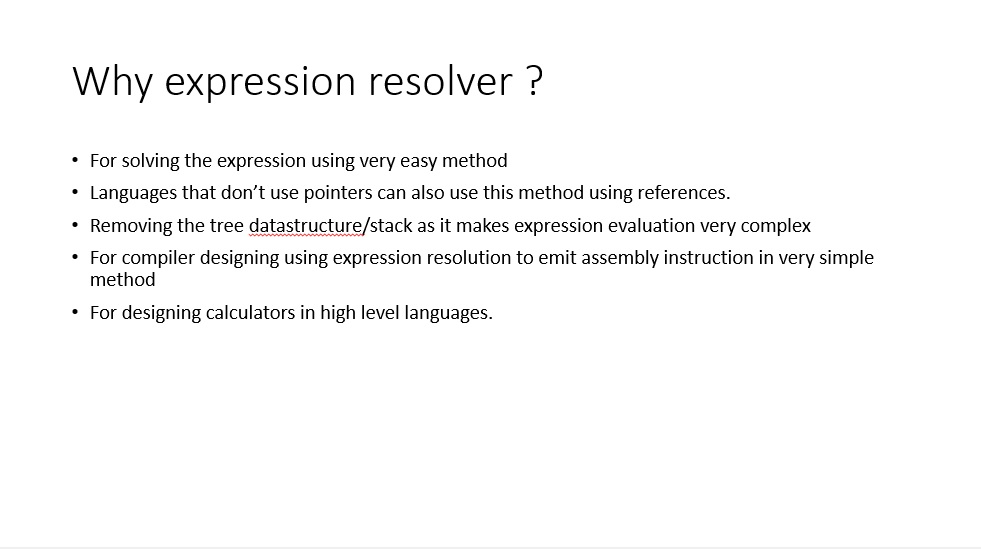 Why expression resolver ?
• For solving the expression using very easy method
• Languages that don’t use pointers can also use this method using references.
• Removing the tree datastructure/stack as it makes expression evaluation very complex
• For compiler designing using expression resolution to emit assembly instruction in very simple
method
• For designing calculators in high level languages.